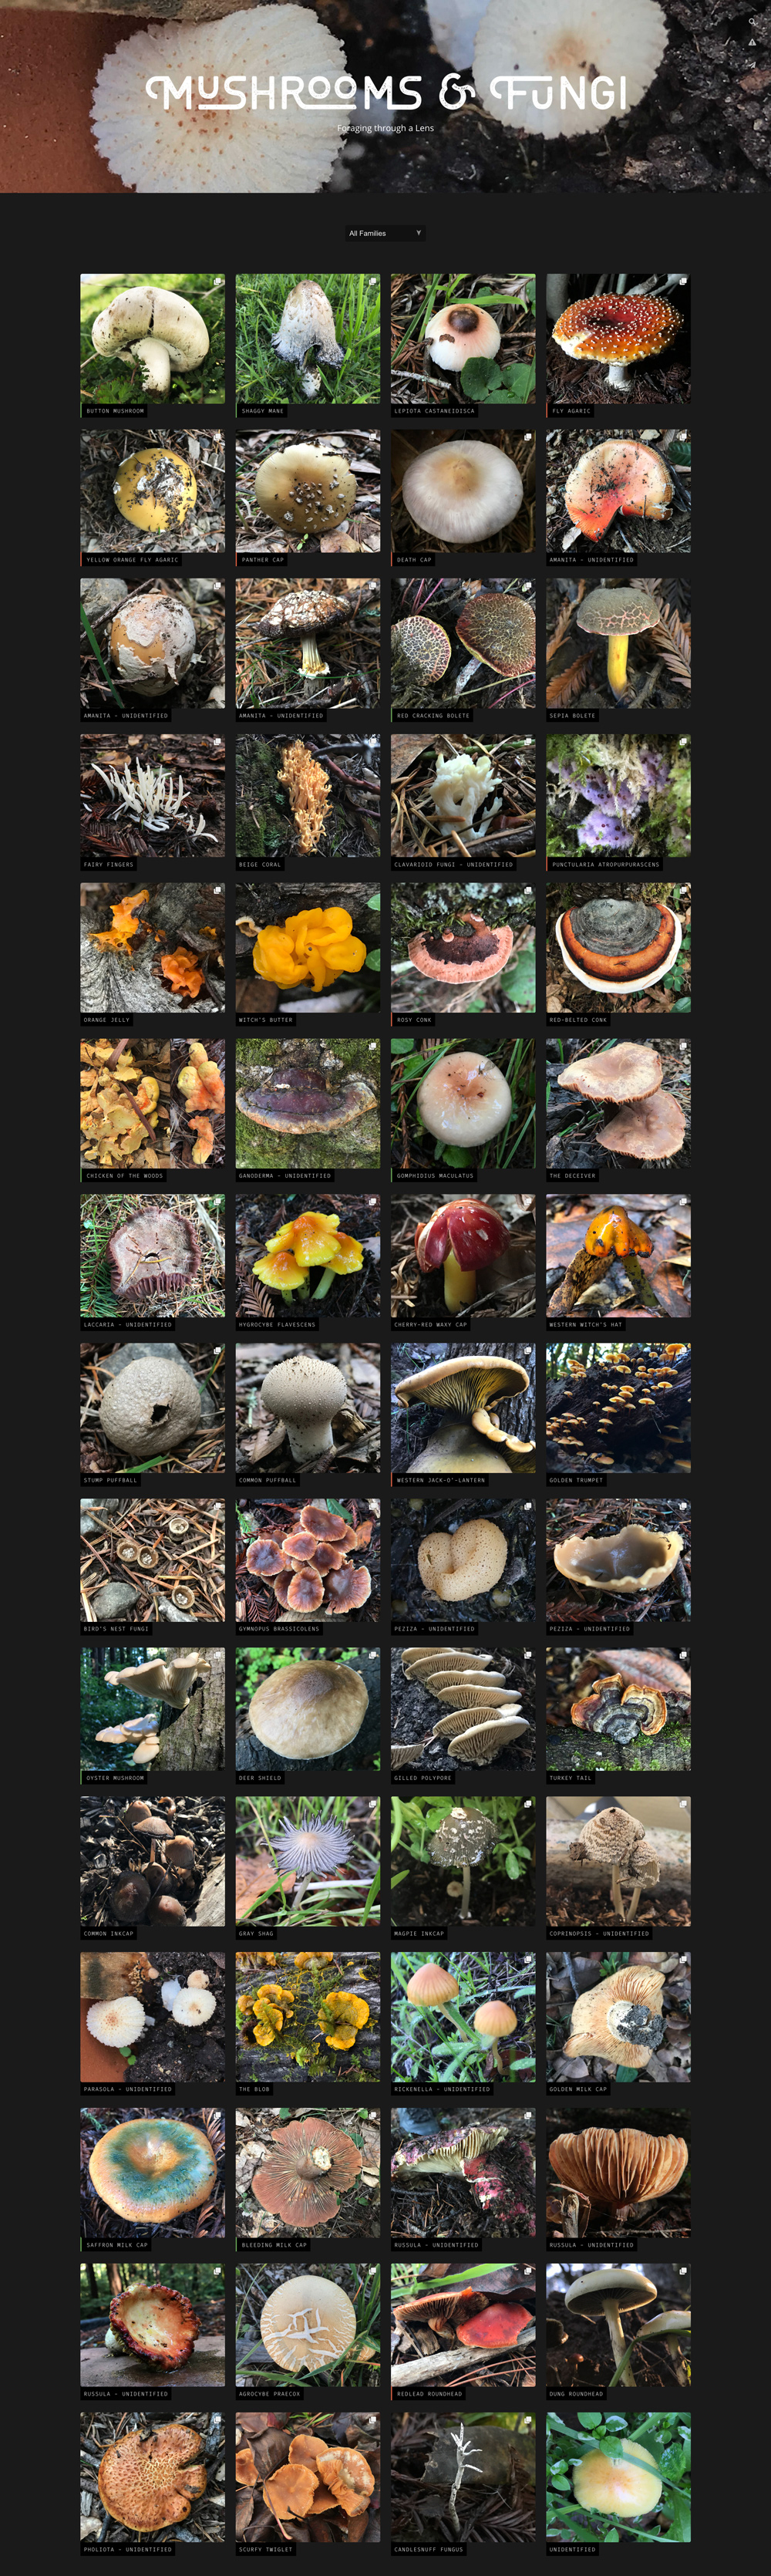 MUSHROOMS & FUNGI
Foraging through a Lens
All Families
BUTTON MUSHROOM
SHAGGY MANE
LEPIOTA CASTANEIDISCA
FLY AGARIC
YELLOW ORANGE FLY AGARIC
PANTHER CAP
DEATH CAP
AMANITA - UNIDENTIFIED
AMANITA - UNIDENTIFIED
AMANITA - UNIDENTIFIED
RED CRACKING BOLETE
SEPIA BOLETE
FAIRY FINGERS
BEIGE CORAL
CLAVARIOID FUNGI - UNIDENTIFIED
PUNCTULARIA ATROPURPURASCENS
ORANGE JELLY
WITCH'S BUTTER
ROSY CONK
RED-BELTED CONK
CHICKEN OF THE WOODS
GANODERMA - UNIDENTIFIED
GOMPHIDIUS MACULATUS
THE DECEIVER
LACCARIA - UNIDENTIFIED
HYGROCYBE FLAVESCENS
CHERRY-RED WAXY CAP
WESTERN WITCH'S HAT
STUMP PUFFBALL
COMMON PUFFBALL
WESTERN JACK-O'-LANTERN
GOLDEN TRUMPET
BIRD'S NEST FUNGI
GYMNOPUS BRASSICOLENS
PEZIZA - UNIDENTIFIED
PEZIZA - UNIDENTIFIED
OYSTER MUSHROOM
DEER SHIELD
GILLED POLYPORE
TURKEY TAIL
COMMON INKCAP
GRAY SHAG
MAGPIE INKCAP
COPRINOPSIS - UNIDENTIFIED
PARASOLA - UNIDENTIFIED
THE BLOB
RICKENELLA - UNIDENTIFIED
GOLDEN MILK CAP
SAFFRON MILK CAP
BLEEDING MILK CAP
RUSSULA - UNIDENTIFIED
RUSSULA - UNIDENTIFIED
RUSSULA - UNIDENTIFIED
AGROCYBE PRAECOX
REDLEAD ROUNDHEAD
DUNG ROUNDHEAD
PHOLIOTA - UNIDENTIFIED
SCURFY TWIGLET
CANDLESNUFF FUNGUS
UNIDENTIFIED